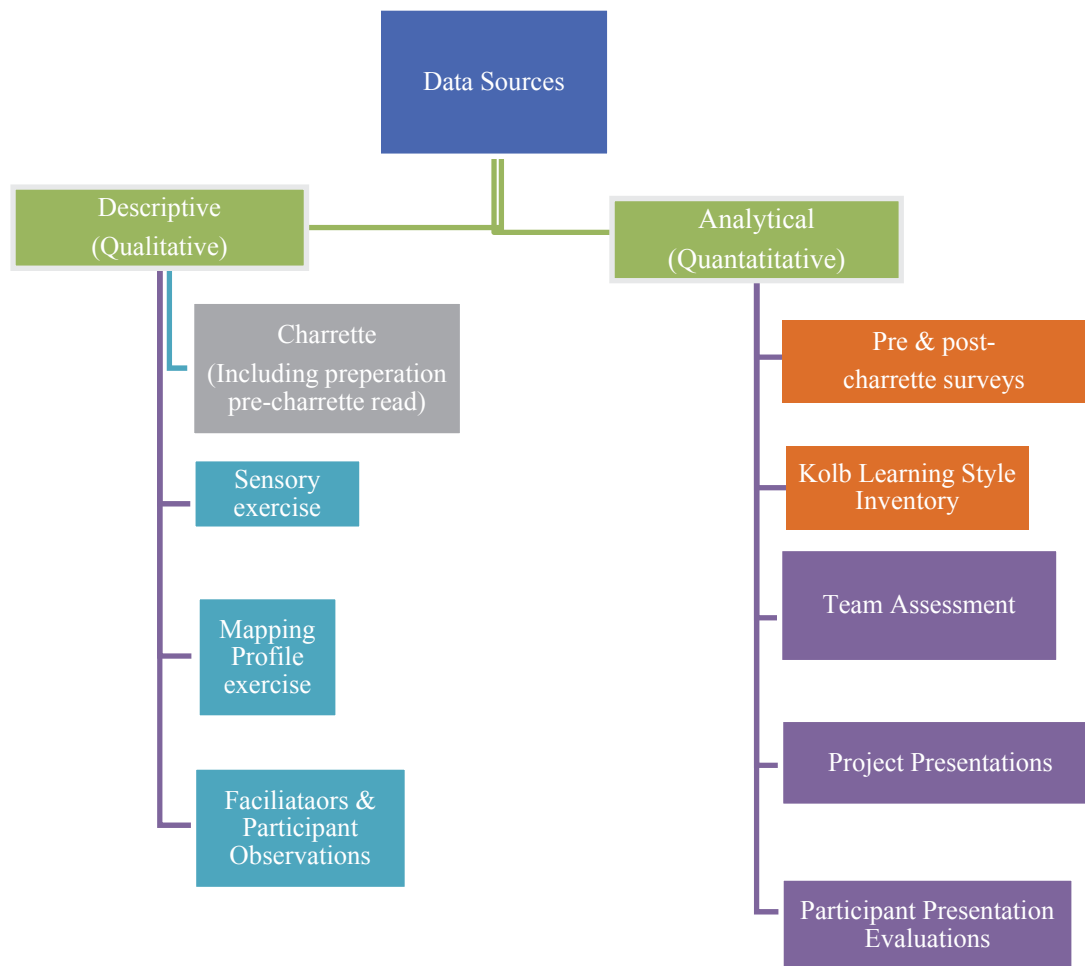 Data Sources
Descriptive
(Qualitative)
Charrette
(Including preperation
pre-charrette read)
Sensory
exercise
Mapping
Profile
exercise
Faciliataors &
Participant
Observations
Analytical
(Quantatitative)
Pre & post-
charrette surveys
Kolb Learning Style
Inventory
Team Assessment
Project Presentations
Participant Presentation
Evaluations